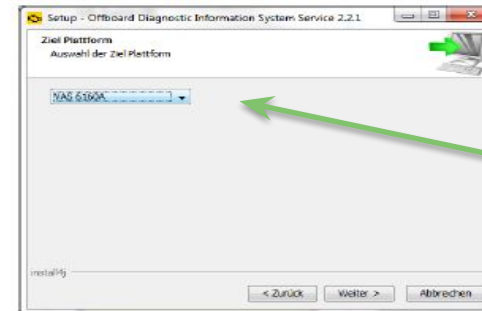 Setup - Offboard Diagnostic Information System Service 2.2.1
Ziel Plattform
Auswahl der Ziel Plattform
VAS 6160A
install4j
< Zurück
Weiter >
Abbrechen